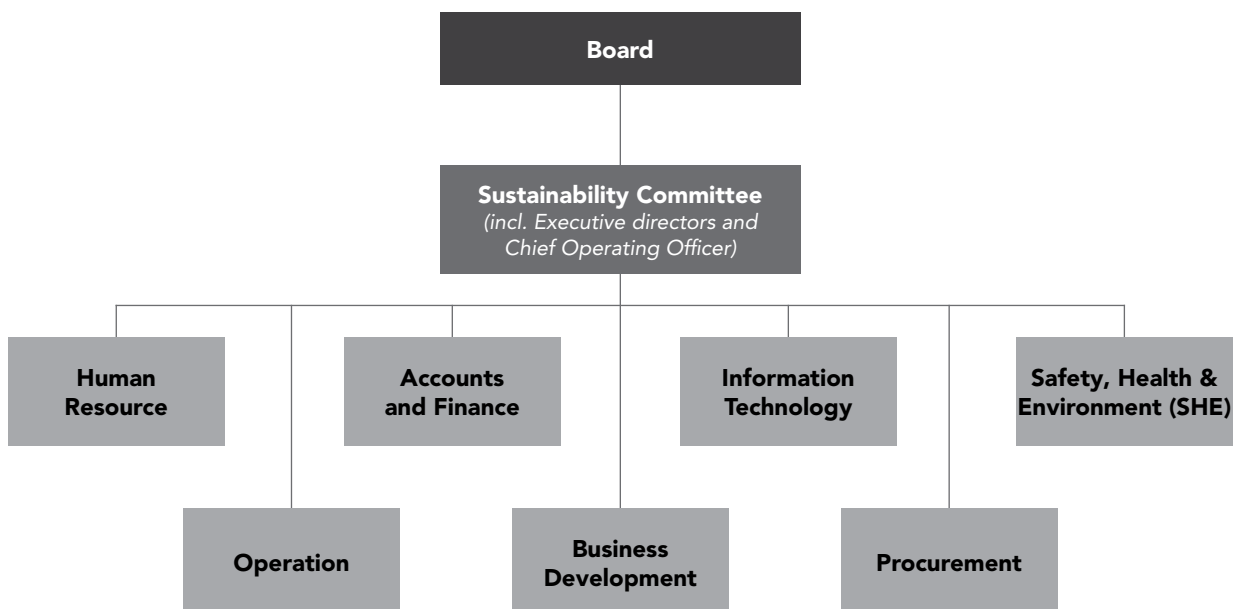 Board
Sustainability Committee
(incl. Executive directors and
Chief Operating Officer)
Human
Resource
Accounts
and Finance
Information
Technology
Safety, Health &
Environment (SHE)
Operation
Business
Development
Procurement